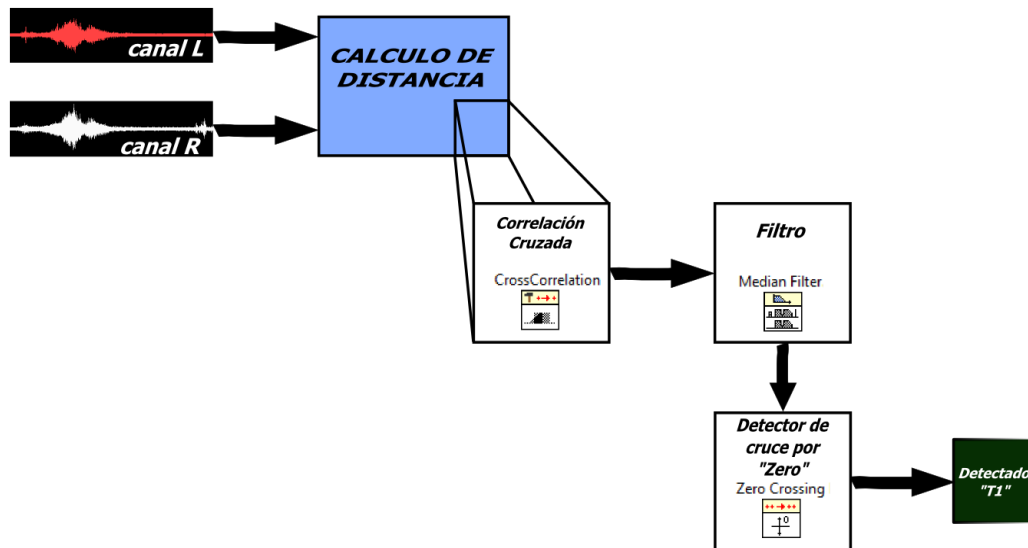 canal L
canal R
CALCULO DE
DISTANCIA
Correlación
Cruzada
CrossCorrelation
Filtro
Median Filter
Detector de
cruce por
"Zero"
Zero Crossing
0
Detectado
"T1"